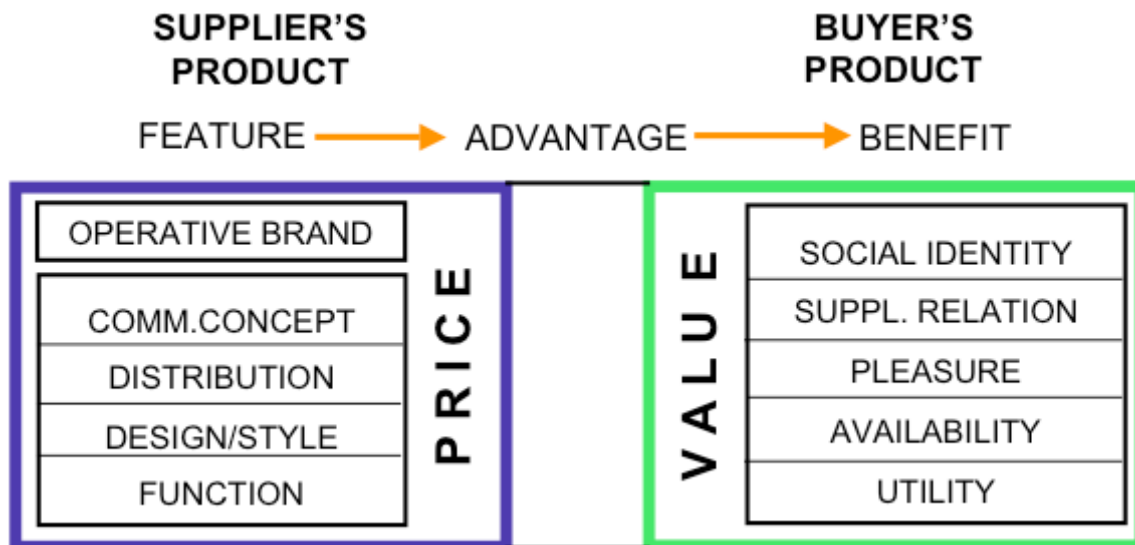 SUPPLIER'S
PRODUCT
BUYER'S
PRODUCT
FEATURE ADVANTAGE BENEFIT
OPERATIVE BRAND
COMM.CONCEPT
DISTRIBUTION
DESIGN/STYLE
FUNCTION
PRICE
VALUE
SOCIAL IDENTITY
SUPPL. RELATION
PLEASURE
AVAILABILITY
UTILITY